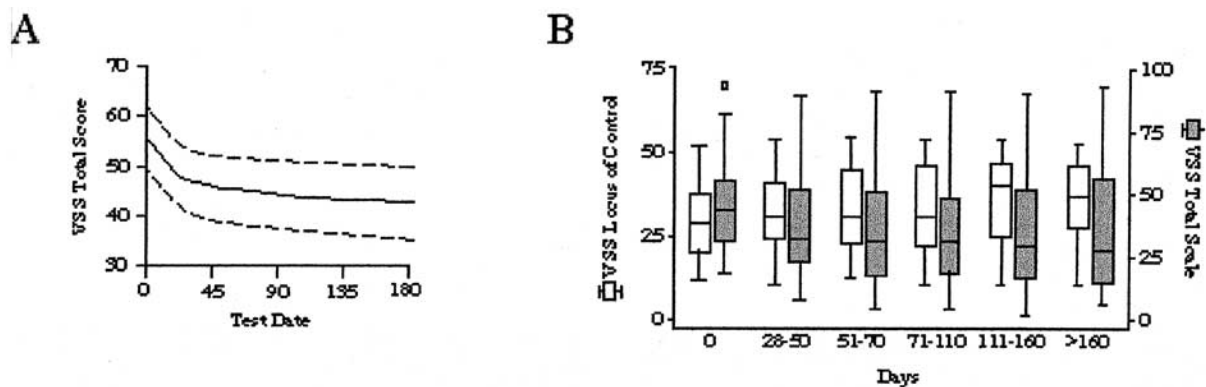 A
VSS Total Score
70
60
50
40
30
0 45 90 135 180
Test Date
B
VSS Locus of Control
75
50
25
0
100
75
50
25
0
VSS Total Scale
0 28-50 51-70 71-110 111-160 >160
Days